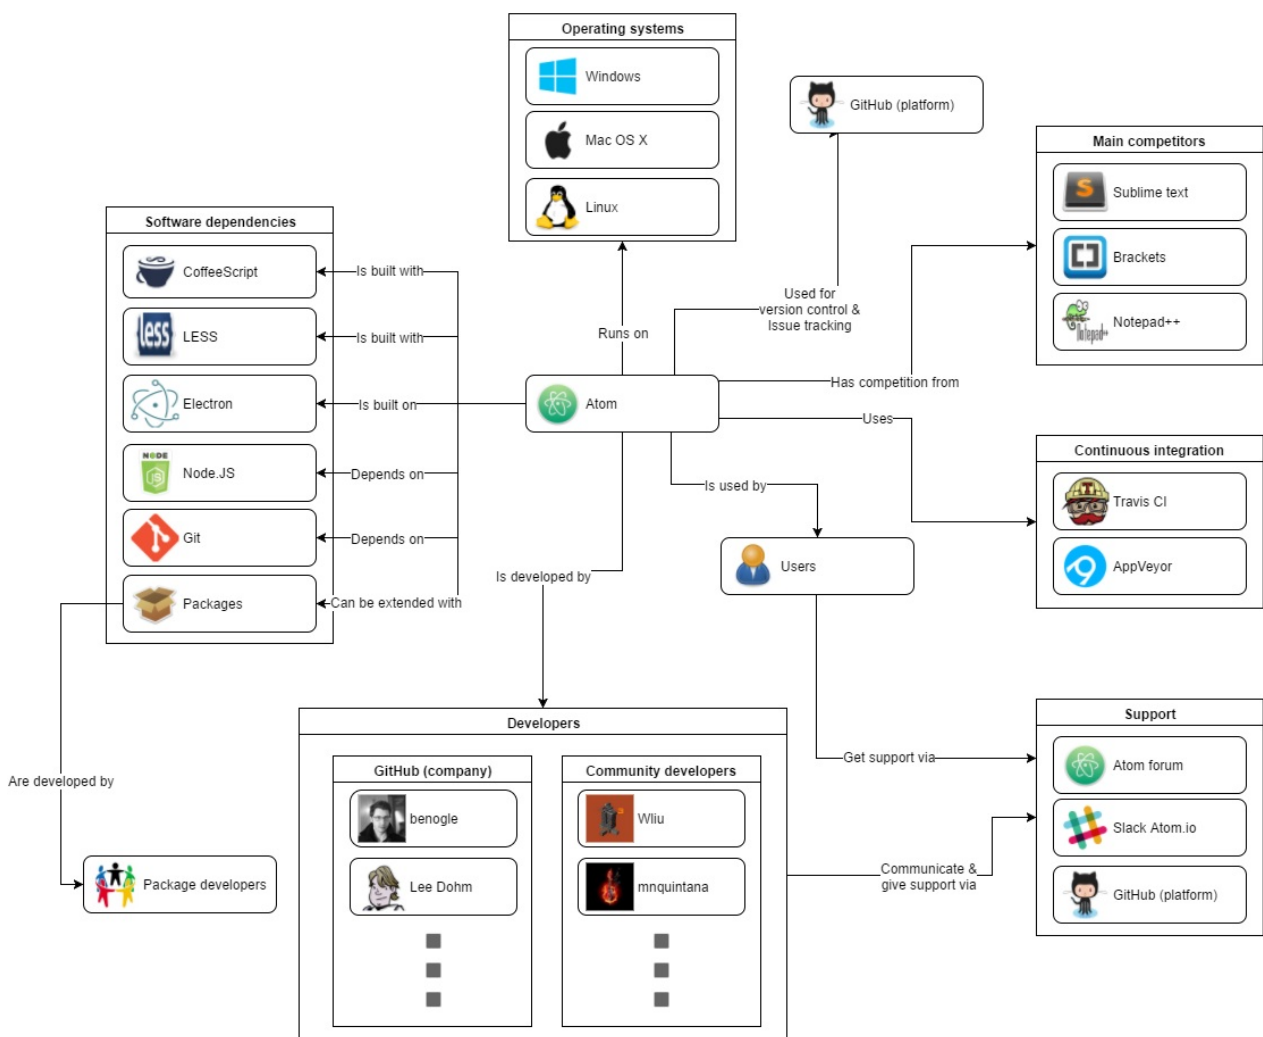 Operating systems
Windows
Mac OS X
Linux
GitHub (platform)
Main competitors
Sublime text
Brackets
Notepad++
Software dependencies
CoffeeScript
LESS
Electron
Node.JS
Git
Packages
Is built with
Is built with
Is built on
Depends on
Depends on
Can be extended with
Runs on
Used for
version control &
Issue tracking
Atom
Has competition from
Uses
Continuous integration
Travis CI
AppVeyor
Is used by
Users
Is developed by
Are developed by
Package developers
Developers
GitHub (company)
benogle
Lee Dohm
Community developers
Wliu
mnquintana
Get support via
Communicate &
give support via
Support
Atom forum
Slack Atom.io
GitHub (platform)
less
NODE
JS
S
Notepad++
T